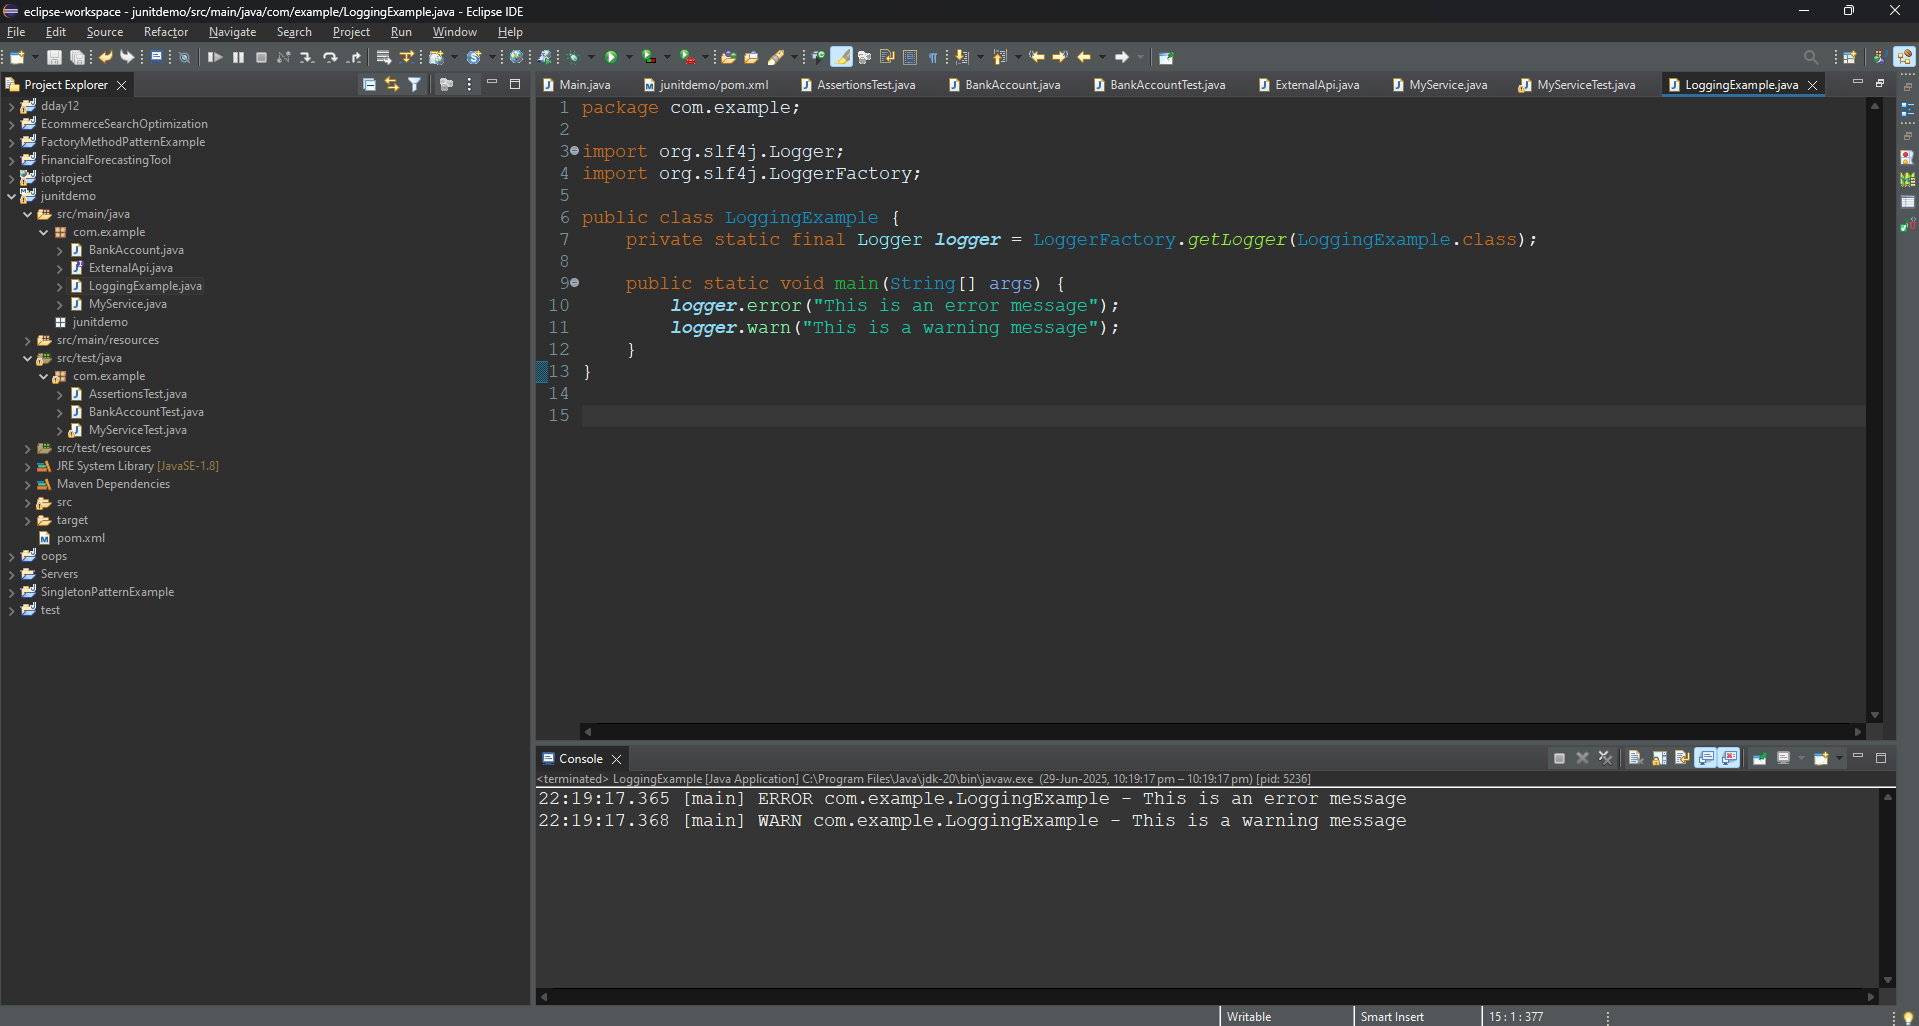 eclipse-workspace - junitdemo/src/main/java/com/example/LoggingExample.java - Eclipse IDE
File Edit Source Refactor Navigate Search Project Run Window Help
Project Explorer
dday12
EcommerceSearchOptimization
FactoryMethodPatternExample
FinancialForecastingTool
iotproject
junitdemo
src/main/java
com.example
BankAccount.java
ExternalApi.java
LoggingExample.java
MyService.java
junitdemo
src/main/resources
src/test/java
com.example
AssertionsTest.java
BankAccountTest.java
MyServiceTest.java
src/test/resources
JRE System Library [JavaSE-1.8]
Maven Dependencies
src
target
pom.xml
oops
Servers
SingletonPatternExample
test
Main.java junitdemo/pom.xml AssertionsTest.java BankAccount.java BankAccountTest.java ExternalApi.java MyService.java MyServiceTest.java LoggingExample.java
1 package com.example;
2
3 import org.slf4j.Logger;
4 import org.slf4j.LoggerFactory;
5
6 public class LoggingExample {
7     private static final Logger logger = LoggerFactory.getLogger(LoggingExample.class);
8
9     public static void main(String[] args) {
10         logger.error("This is an error message");
11         logger.warn("This is a warning message");
12     }
13 }
14
15
Console
<terminated> LoggingExample [Java Application] C:\Program Files\Java\jdk-20\bin\javaw.exe (29-Jun-2025, 10:19:17 pm – 10:19:17 pm) [pid: 5236]
22:19:17.365 [main] ERROR com.example.LoggingExample - This is an error message
22:19:17.368 [main] WARN com.example.LoggingExample - This is a warning message
Writable Smart Insert 15 : 1 : 377